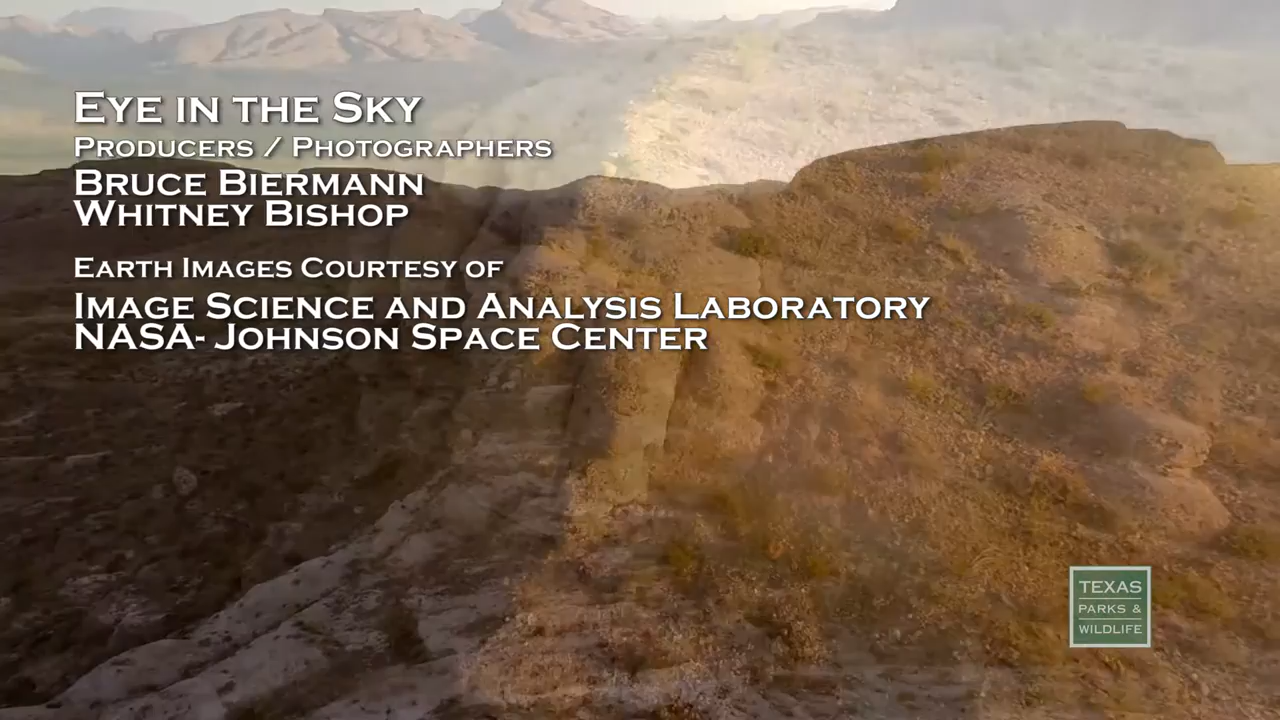 Eye in the Sky
Producers / Photographers
Bruce Biermann
Whitney Bishop
Earth Images Courtesy of
Image Science and Analysis Laboratory
NASA- Johnson Space Center
TEXAS
PARKS &
WILDLIFE